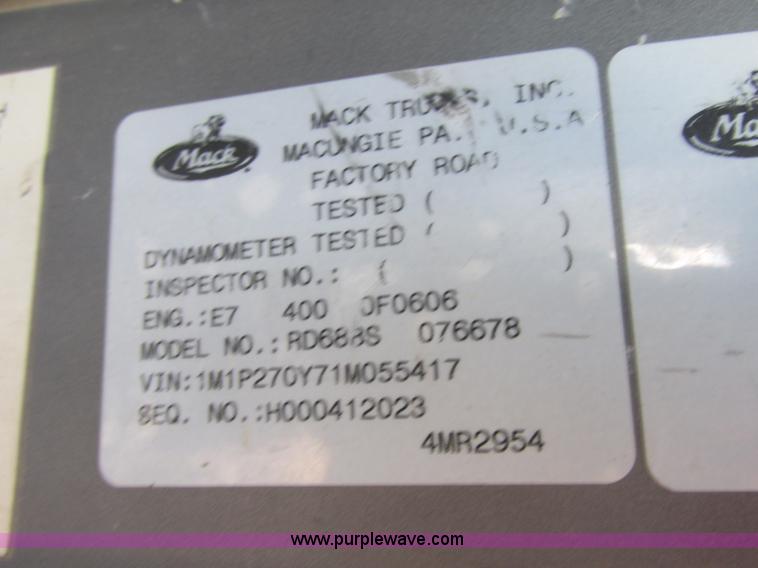 Mack
MACK TRUCKS, INC.
MACUNGIE PA. U.S.A
FACTORY ROAD
TESTED ( )
DYNAMOMETER TESTED ( )
INSPECTOR NO.: ( )
ENG.:E7 400 0F0606
MODEL NO.:RD688S 076678
VIN:1M1P270Y71M055417
SEQ. NO.:H000412023
4MR2954
Ma
www.purplewave.com